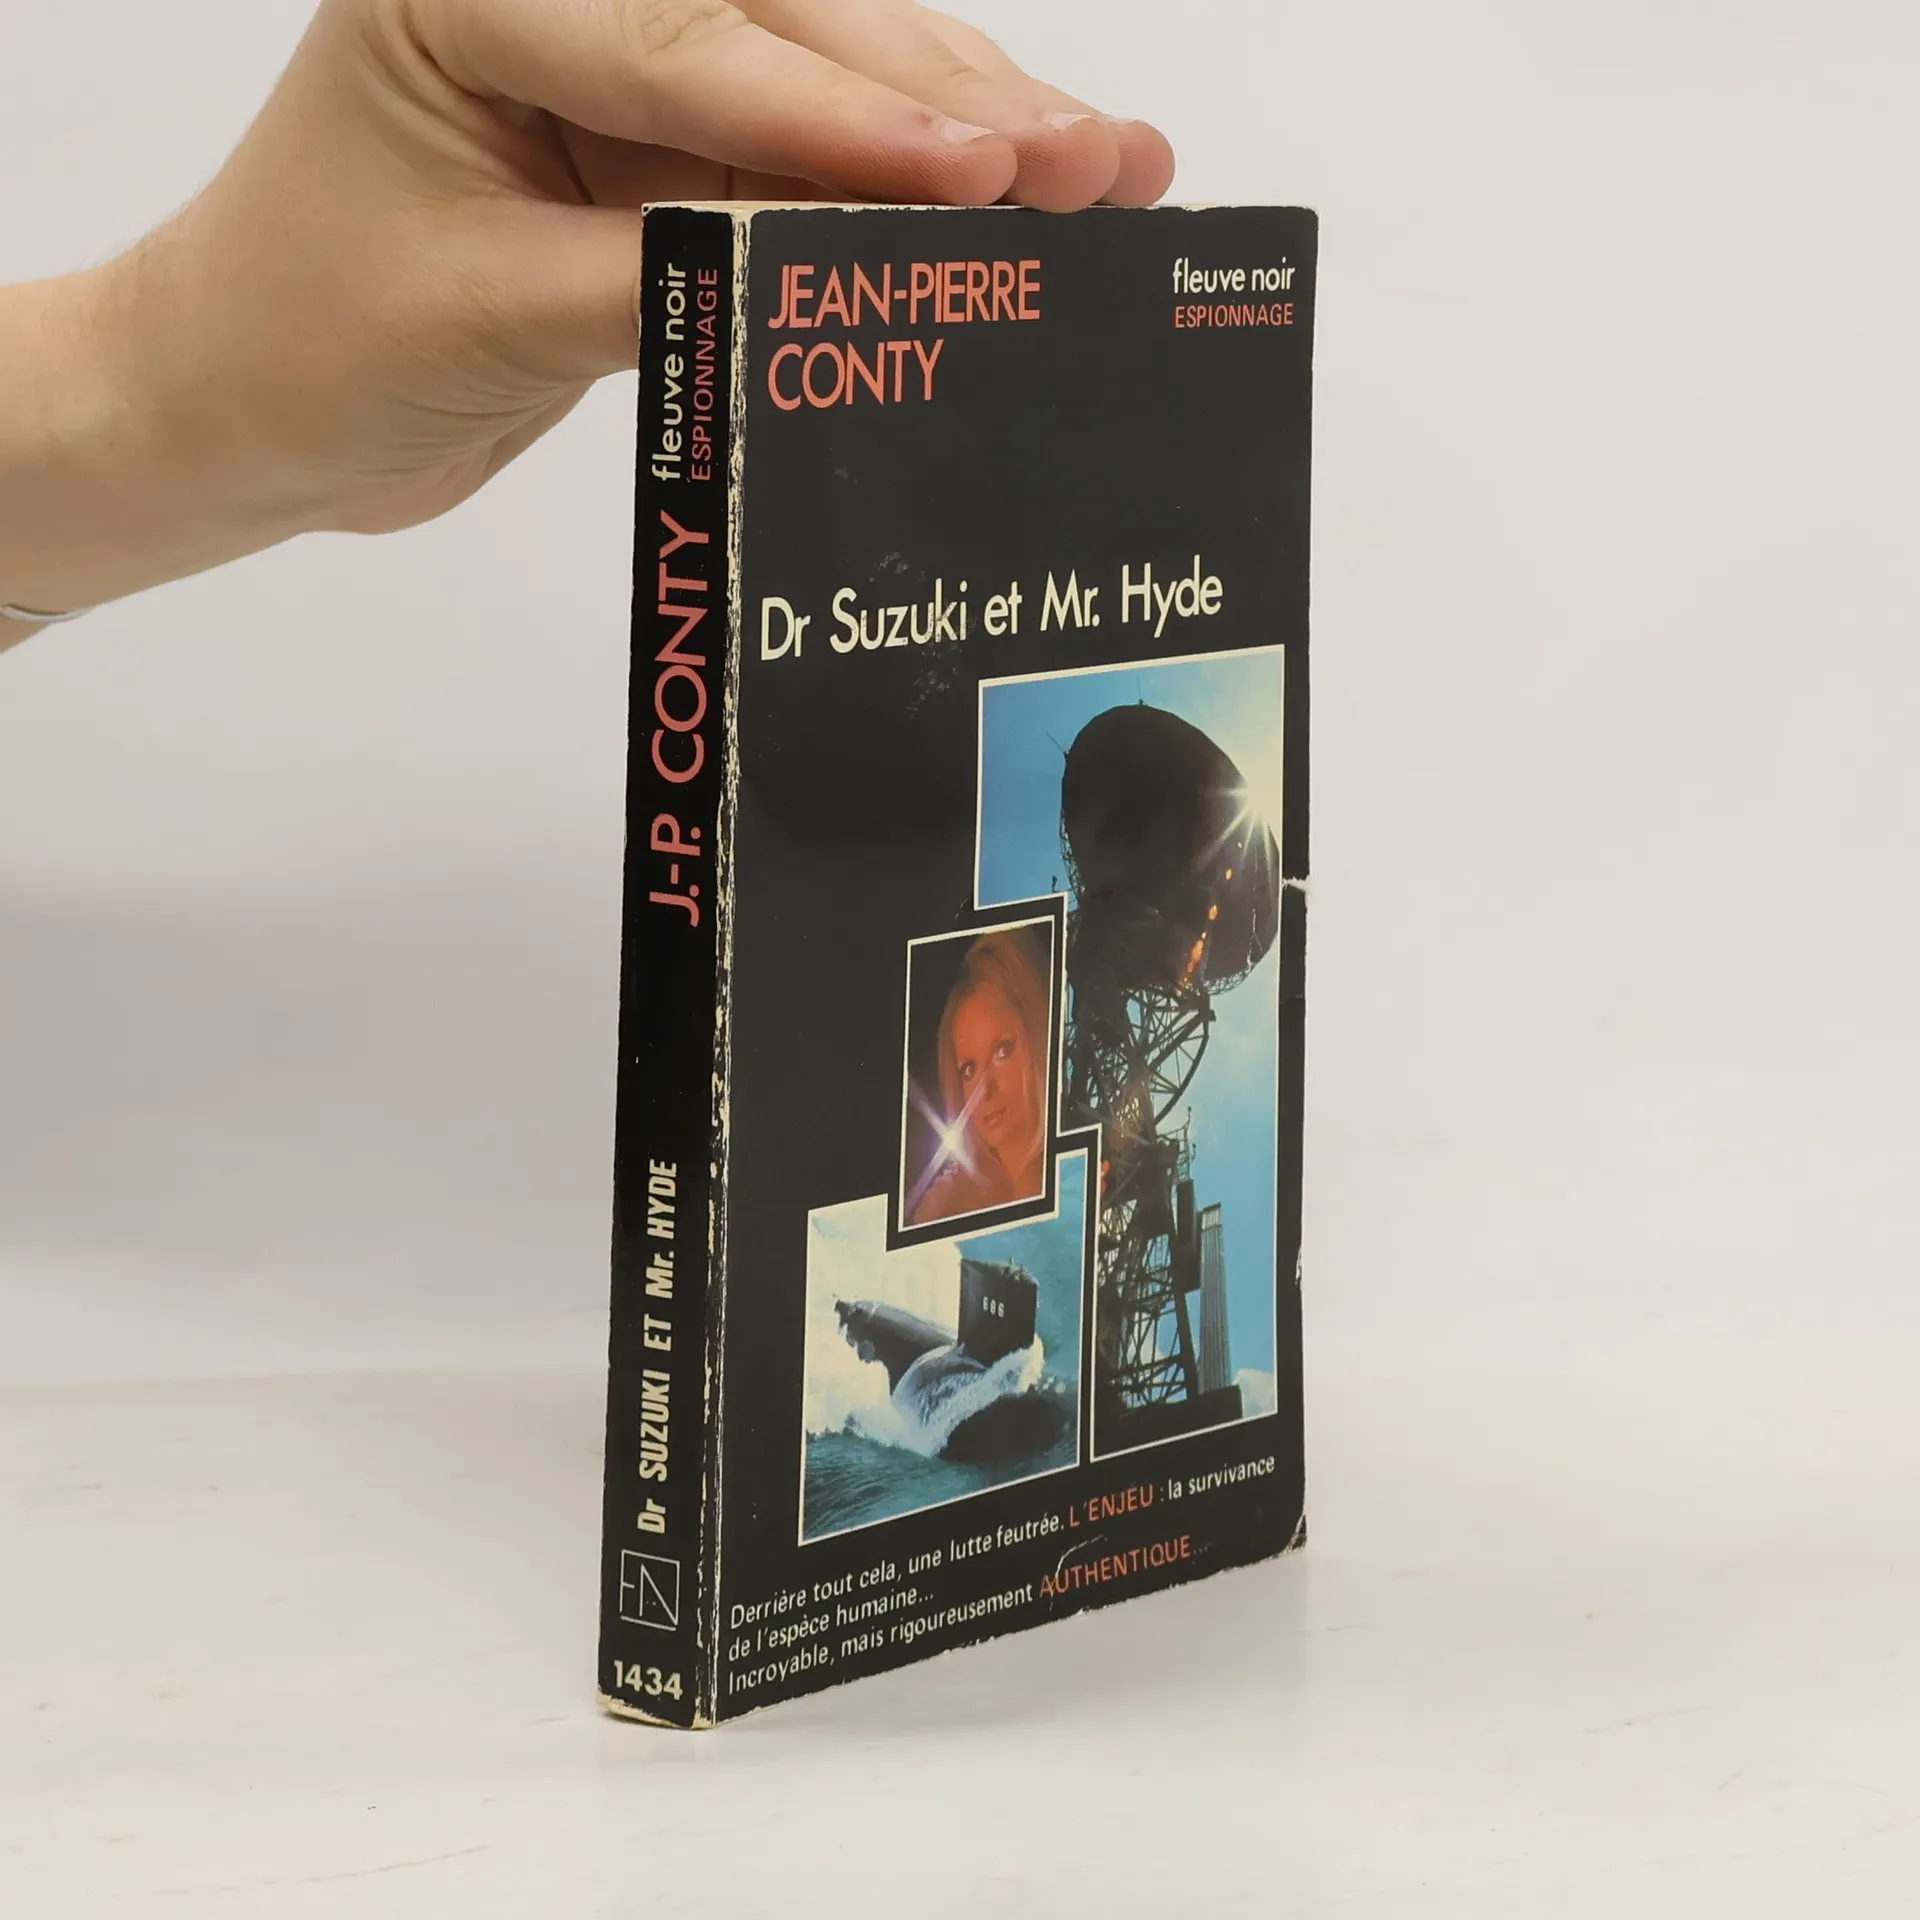 fleuve noir
ESPIONNAGE
J.-P. CONTY
Dr SUZUKI ET Mr. HYDE
FN
1434
JEAN-PIERRE
CONTY
fleuve noir
ESPIONNAGE
Dr Suzuki et Mr. Hyde
606
Derrière tout cela, une lutte feutrée. L'ENJEU : la survivance
de l'espèce humaine...
Incroyable, mais rigoureusement AUTHENTIQUE...